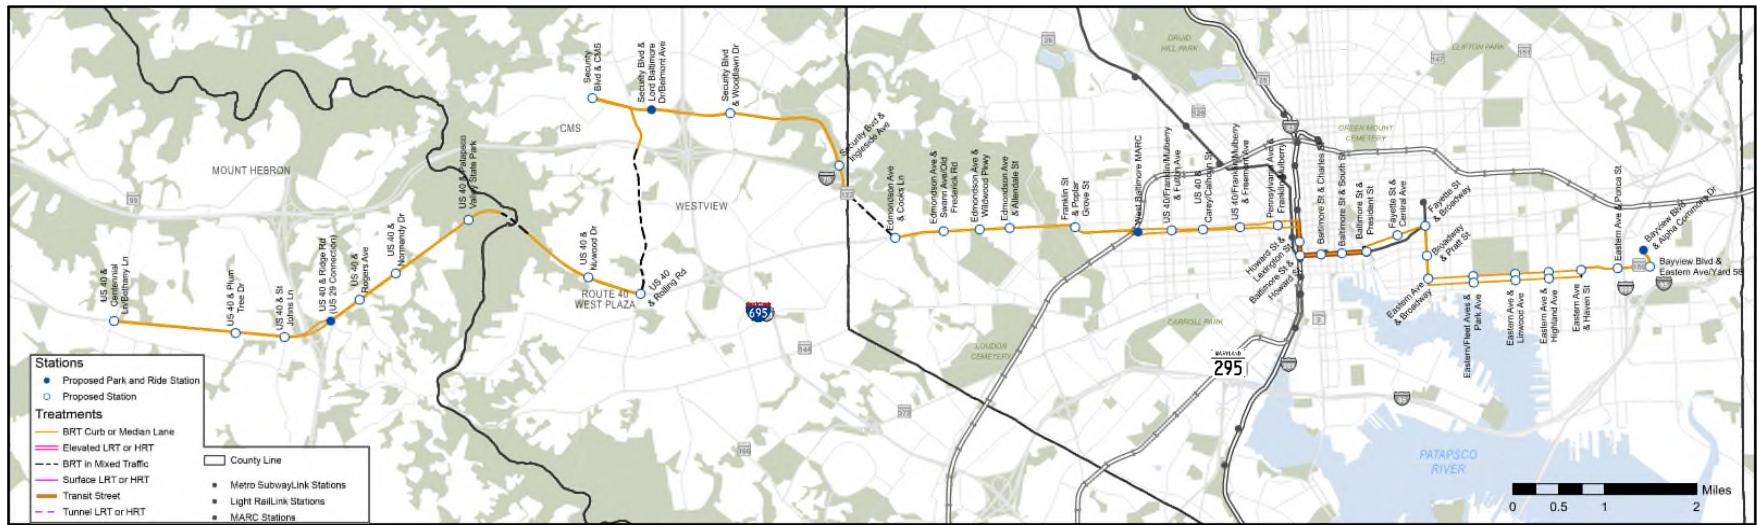 Security
Blvd & CMS
Security Blvd &
Lord Baltimore
Dr/Belmont Ave
Security Blvd
& Woodlawn Dr
Security Blvd &
Ingleside Ave
CMS
MOUNT HEBRON
WESTVIEW
US 40 & Patapsco
Valley State Park
US 40 &
Centennial
Ln/Bethany Ln
US 40 & Plum
Tree Dr
US 40 & St
Johns Ln
US 40 & Ridge Rd
(US 29 Connection)
US 40 &
Rogers Ave
US 40 &
Normandy Dr
US 40 &
Nuwood Dr
ROUTE 40
WEST PLAZA
US 40
& Rolling Rd
Edmondson Ave
& Cooks Ln
Edmondson Ave &
Swann Ave/Old
Frederick Rd
Edmondson Ave &
Wildwood Pkwy
Edmondson Ave
& Allendale St
Franklin St
& Poplar
Grove St
West Baltimore MARC
US 40/Franklin/Mulberry
& Fulton Ave
US 40 &
Carey/Calhoun St
US 40/Franklin/Mulberry
& Fremont Ave
Pennsylvania Ave &
Franklin/Mulberry
Howard St &
Lexington St
Baltimore St &
Howard St
Baltimore St & Charles St
Baltimore St & South St
Baltimore St &
President St
Fayette St &
Central Ave
Fayette St
& Broadway
Broadway
& Pratt St
Eastern Ave
& Broadway
Eastern/Fleet Aves &
Park Ave
Eastern Ave &
Linwood Ave
Eastern Ave &
Highland Ave
Eastern Ave
& Haven St
Eastern Ave & Ponca St
Bayview Blvd
& Alpha Commons Dr
Bayview Blvd &
Eastern Ave/Yard 56
DRUID
HILL PARK
CLIFTON PARK
GREEN MOUNT
CEMETERY
CARROLL PARK
LOUDON
CEMETERY
PATAPSCO
RIVER
99
695
144
166
MARYLAND
295
147
151
26
2
Stations
Proposed Park and Ride Station
Proposed Station
Treatments
BRT Curb or Median Lane
Elevated LRT or HRT
BRT in Mixed Traffic
Surface LRT or HRT
Transit Street
Tunnel LRT or HRT
County Line
Metro SubwayLink Stations
Light RailLink Stations
MARC Stations
0 0.5 1 2
Miles